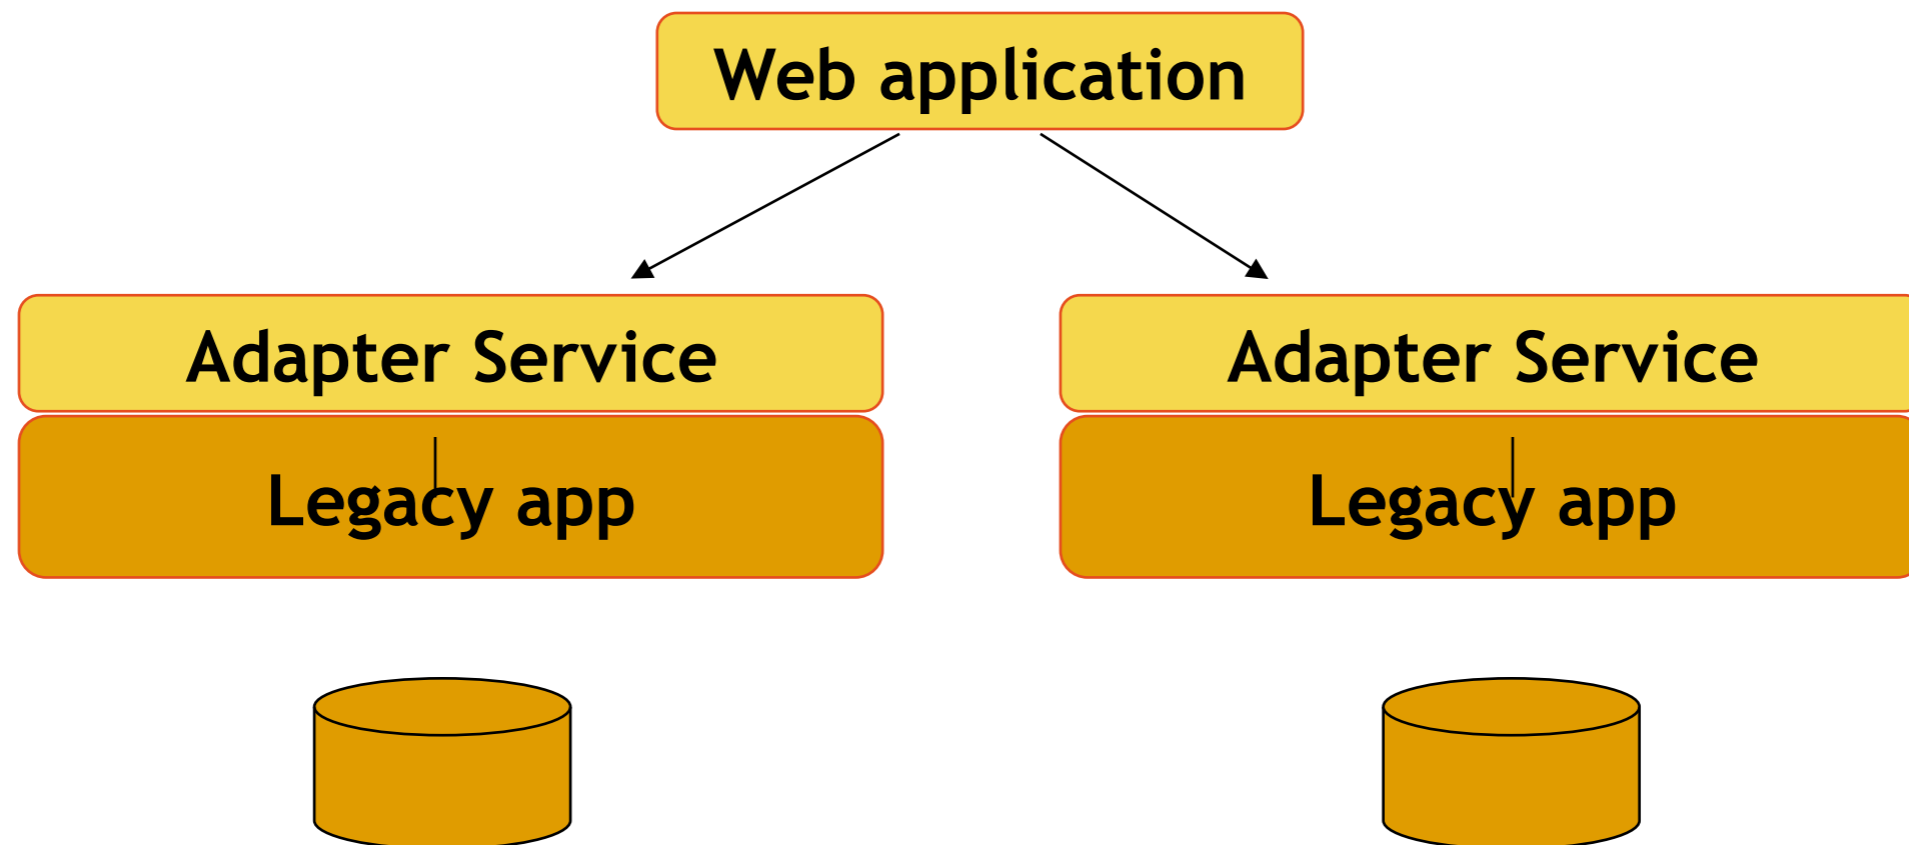 Web application
Adapter Service
Adapter Service
Legacy app
Legacy app